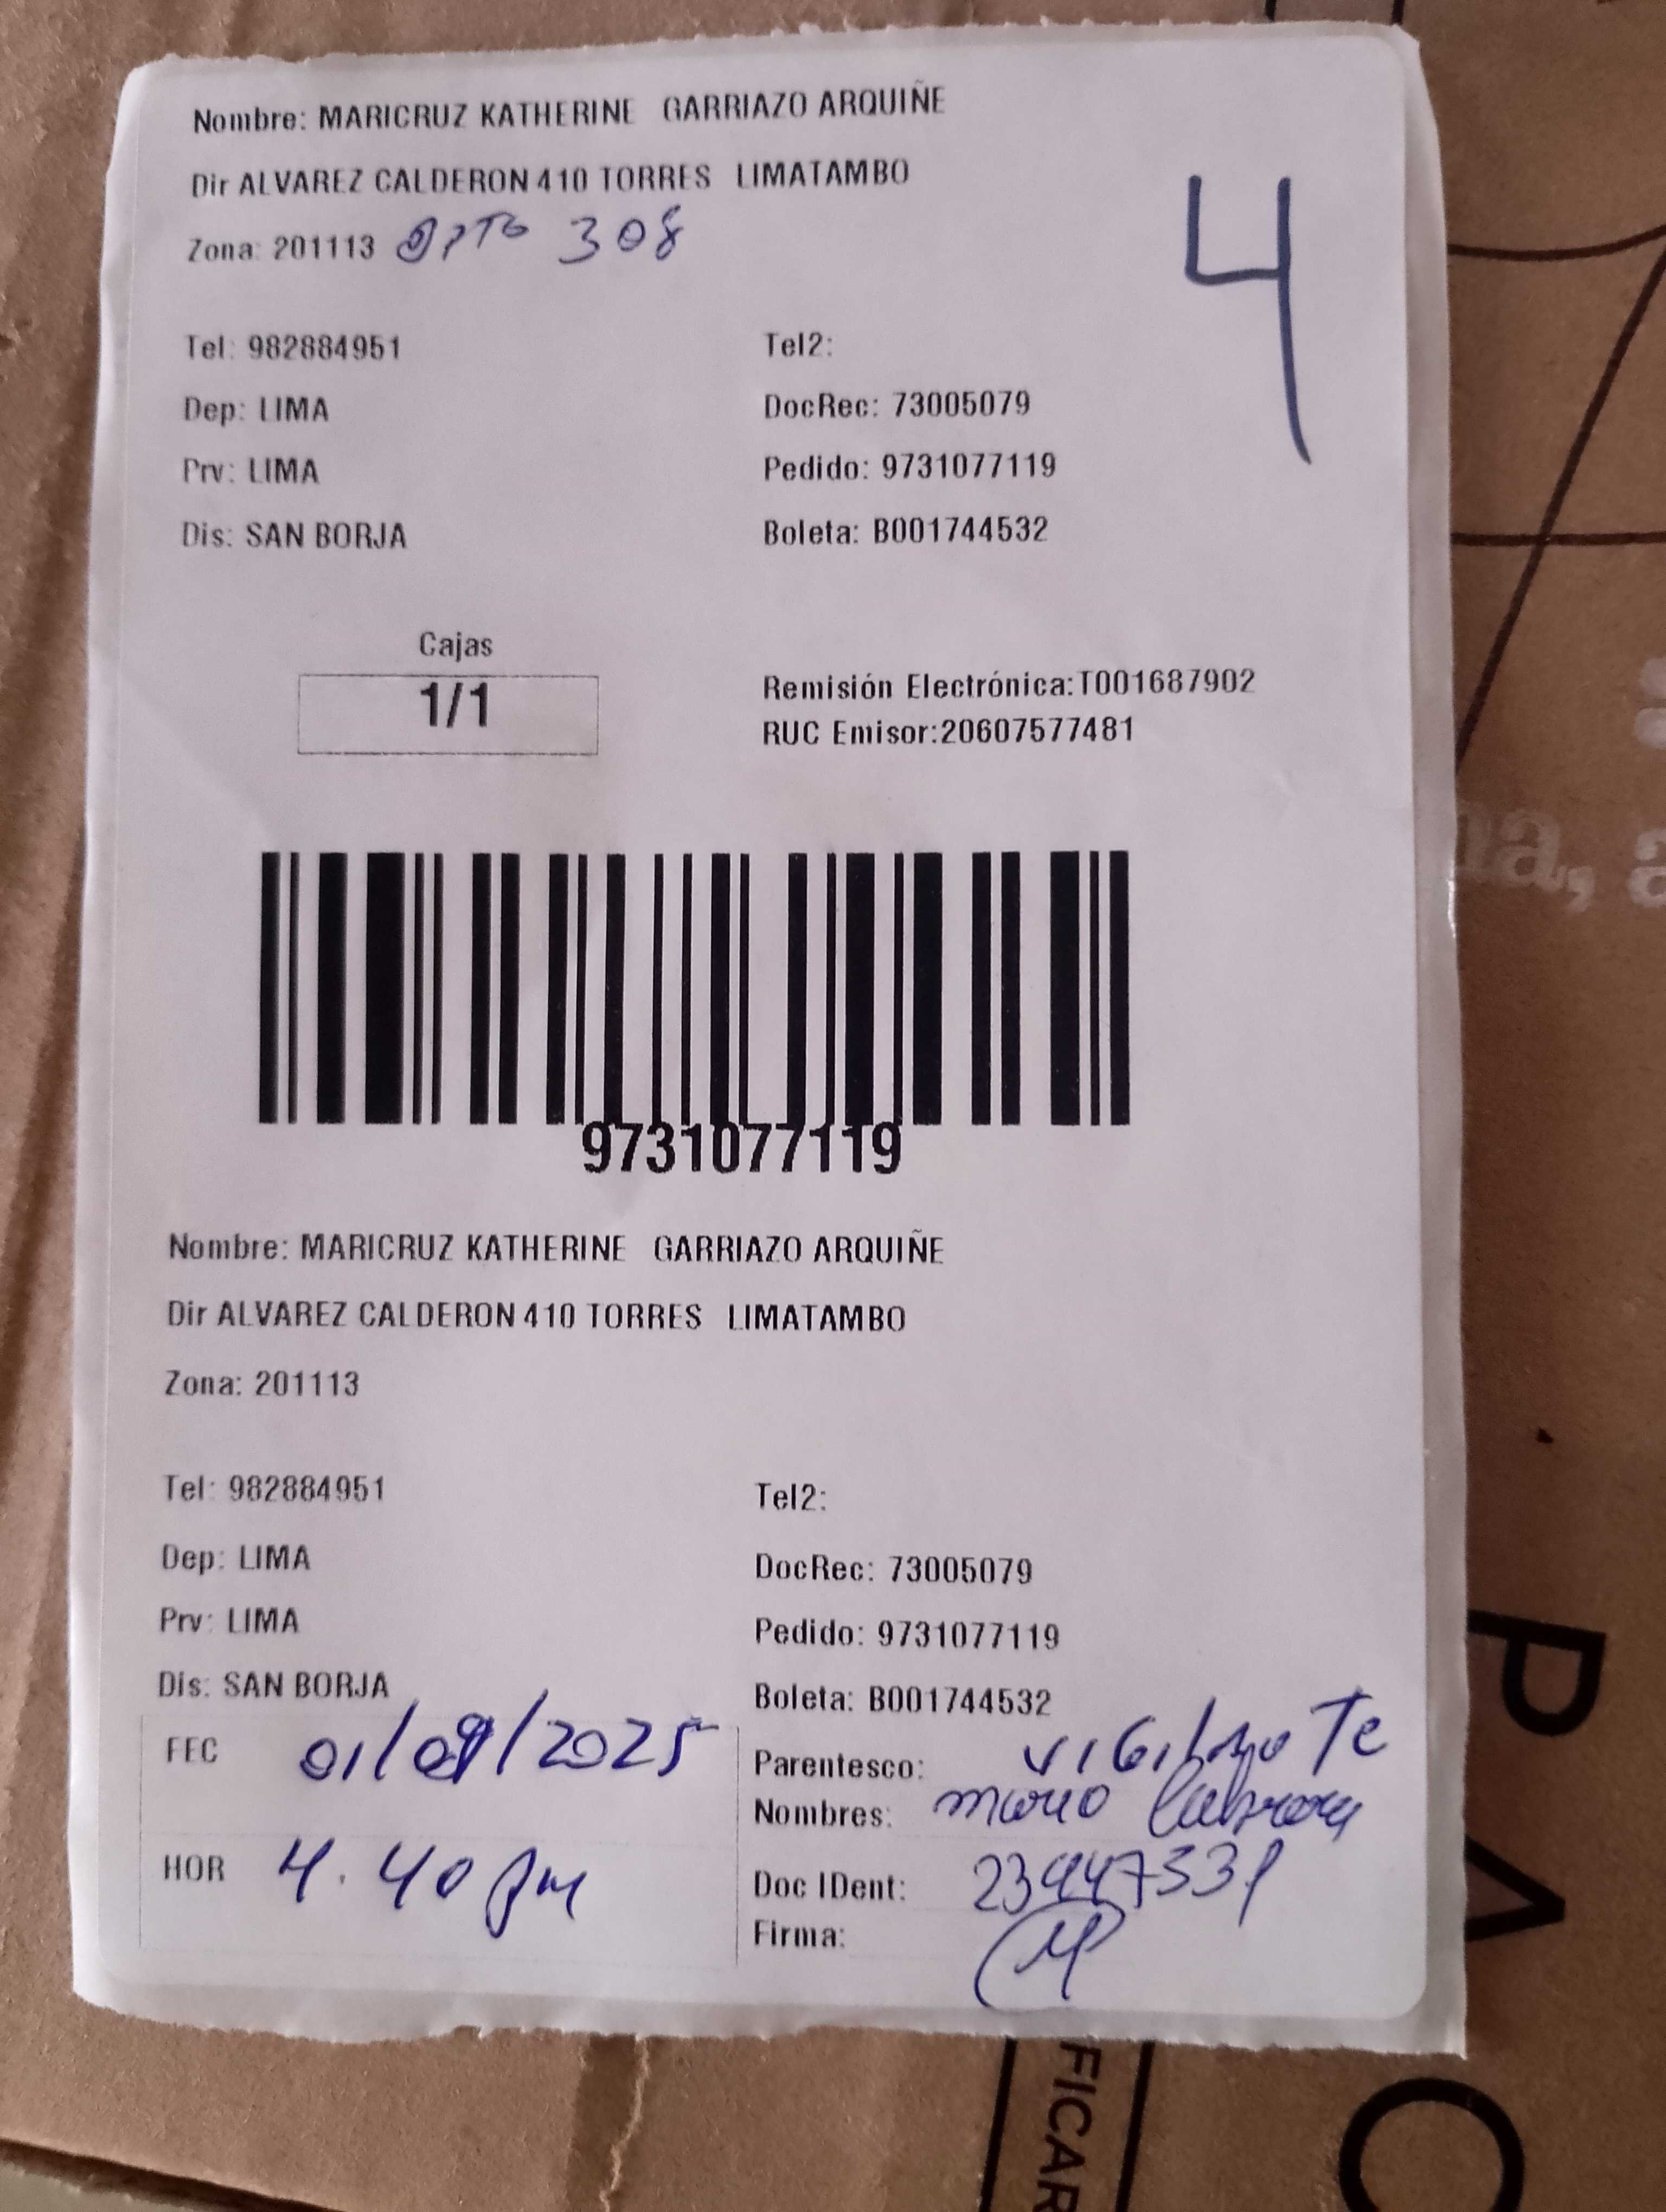 Nombre: MARICRUZ KATHERINE GARRIAZO ARQUIÑE
Dir ALVAREZ CALDERON 410 TORRES LIMATAMBO
Zona: 201113 Dpto 308
4
Tel: 982884951 Tel2:
Dep: LIMA DocRec: 73005079
Prv: LIMA Pedido: 9731077119
Dis: SAN BORJA Boleta: B001744532
Cajas
1/1
Remisión Electrónica:T001687902
RUC Emisor:20607577481
9731077119
Nombre: MARICRUZ KATHERINE GARRIAZO ARQUIÑE
Dir ALVAREZ CALDERON 410 TORRES LIMATAMBO
Zona: 201113
Tel: 982884951 Tel2:
Dep: LIMA DocRec: 73005079
Prv: LIMA Pedido: 9731077119
Dis: SAN BORJA Boleta: B001744532
FEC 01/09/2025
Parentesco: VIGilante
Nombres: mario Cabrera
HOR 4.40 pm
Doc IDent:
Firma:
FICAR